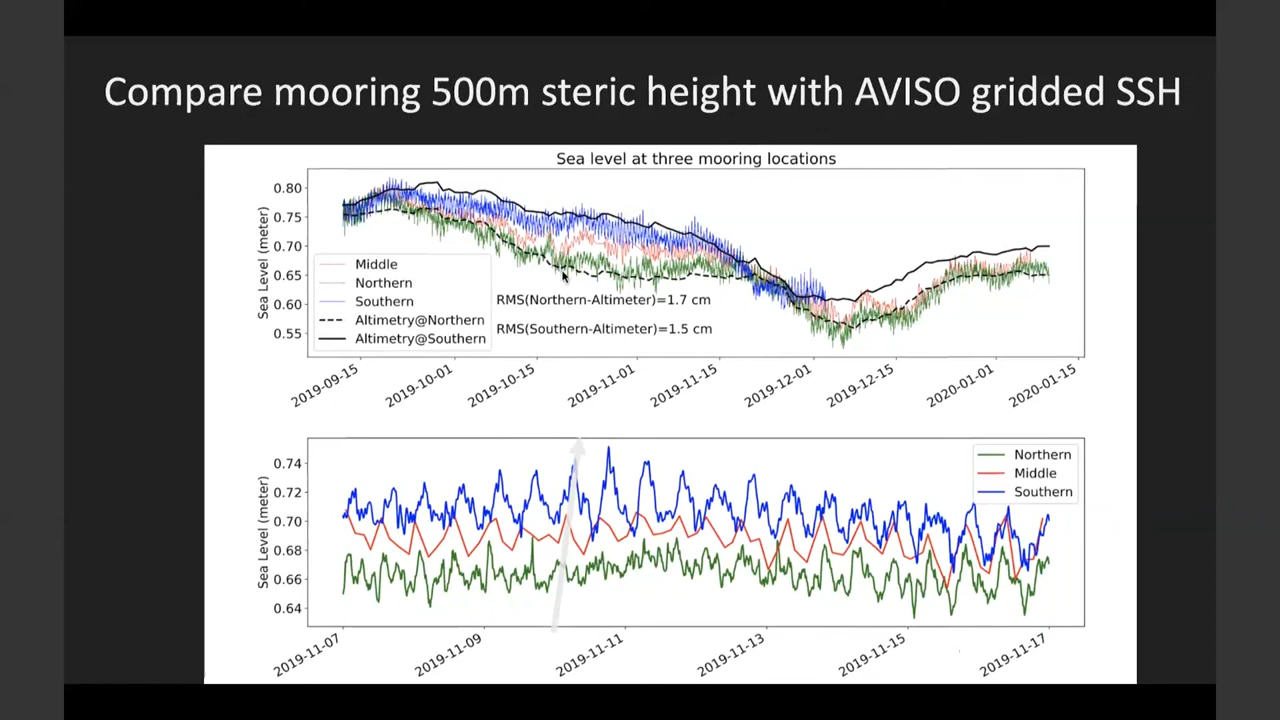 Compare mooring 500m steric height with AVISO gridded SSH
Sea level at three mooring locations
Sea Level (meter)
0.80
0.75
0.70
0.65
0.60
0.55
Middle
Northern
Southern
Altimetry@Northern
Altimetry@Southern
RMS(Northern-Altimeter)=1.7 cm
RMS(Southern-Altimeter)=1.5 cm
2019-09-15
2019-10-01
2019-10-15
2019-11-01
2019-11-15
2019-12-01
2019-12-15
2020-01-01
2020-01-15
Sea Level (meter)
0.74
0.72
0.70
0.68
0.66
0.64
Northern
Middle
Southern
2019-11-07
2019-11-09
2019-11-11
2019-11-13
2019-11-15
2019-11-17